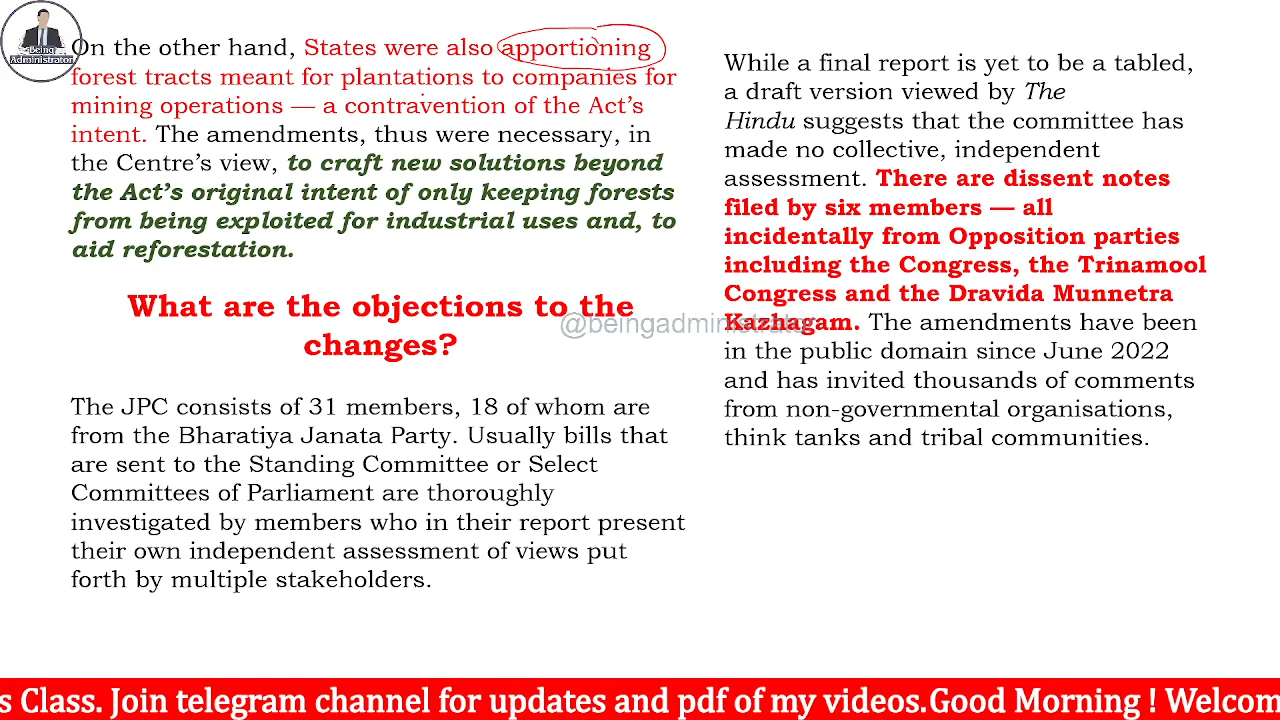 Being
Administrator
On the other hand, States were also apportioning
forest tracts meant for plantations to companies for
mining operations — a contravention of the Act's
intent. The amendments, thus were necessary, in
the Centre's view, to craft new solutions beyond
the Act's original intent of only keeping forests
from being exploited for industrial uses and, to
aid reforestation.
What are the objections to the
changes?
The JPC consists of 31 members, 18 of whom are
from the Bharatiya Janata Party. Usually bills that
are sent to the Standing Committee or Select
Committees of Parliament are thoroughly
investigated by members who in their report present
their own independent assessment of views put
forth by multiple stakeholders.
While a final report is yet to be a tabled,
a draft version viewed by The
Hindu suggests that the committee has
made no collective, independent
assessment. There are dissent notes
filed by six members — all
incidentally from Opposition parties
including the Congress, the Trinamool
Congress and the Dravida Munnetra
Kazhagam. The amendments have been
in the public domain since June 2022
and has invited thousands of comments
from non-governmental organisations,
think tanks and tribal communities.
@beingadministrator
s Class. Join telegram channel for updates and pdf of my videos.Good Morning ! Welcom